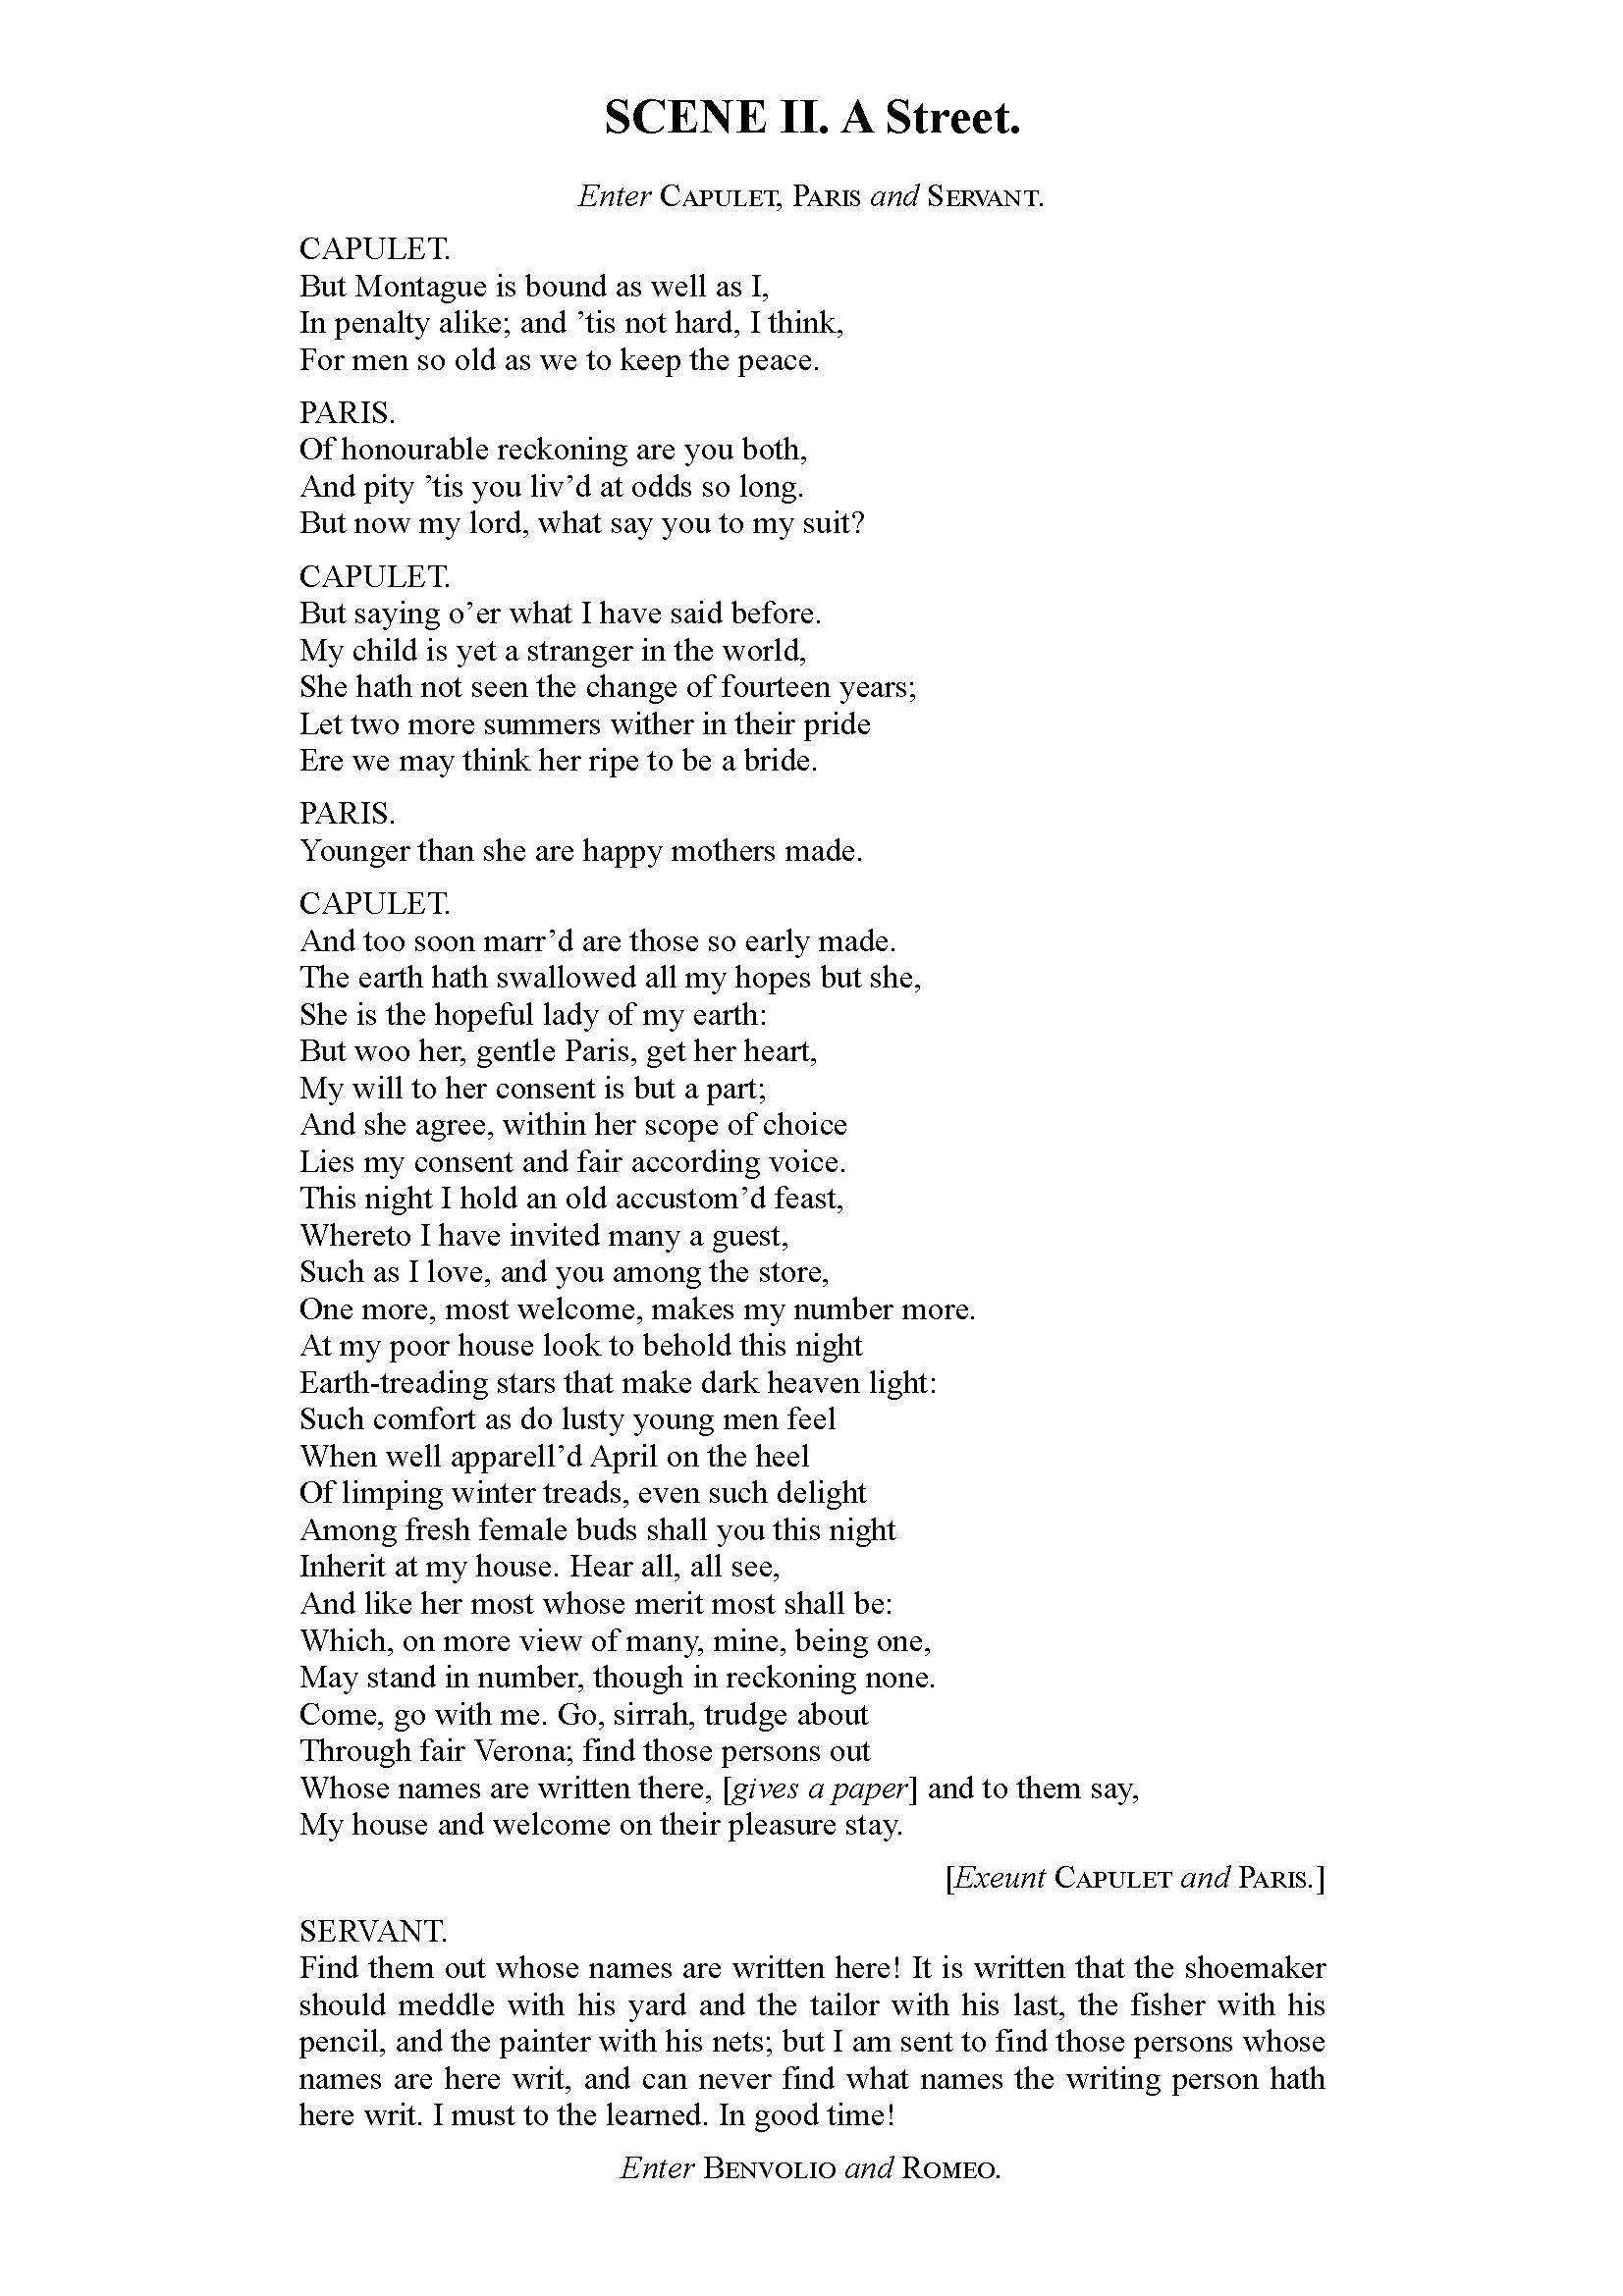 SCENE II. A Street.
Enter CAPULET, PARIS and SERVANT.
CAPULET.
But Montague is bound as well as I,
In penalty alike; and ’tis not hard, I think,
For men so old as we to keep the peace.
PARIS.
Of honourable reckoning are you both,
And pity ’tis you liv’d at odds so long.
But now my lord, what say you to my suit?
CAPULET.
But saying o’er what I have said before.
My child is yet a stranger in the world,
She hath not seen the change of fourteen years;
Let two more summers wither in their pride
Ere we may think her ripe to be a bride.
PARIS.
Younger than she are happy mothers made.
CAPULET.
And too soon marr’d are those so early made.
The earth hath swallowed all my hopes but she,
She is the hopeful lady of my earth:
But woo her, gentle Paris, get her heart,
My will to her consent is but a part;
And she agree, within her scope of choice
Lies my consent and fair according voice.
This night I hold an old accustom’d feast,
Whereto I have invited many a guest,
Such as I love, and you among the store,
One more, most welcome, makes my number more.
At my poor house look to behold this night
Earth-treading stars that make dark heaven light:
Such comfort as do lusty young men feel
When well apparell’d April on the heel
Of limping winter treads, even such delight
Among fresh female buds shall you this night
Inherit at my house. Hear all, all see,
And like her most whose merit most shall be:
Which, on more view of many, mine, being one,
May stand in number, though in reckoning none.
Come, go with me. Go, sirrah, trudge about
Through fair Verona; find those persons out
Whose names are written there, [gives a paper] and to them say,
My house and welcome on their pleasure stay.
[Exeunt CAPULET and PARIS.]
SERVANT.
Find them out whose names are written here! It is written that the shoemaker
should meddle with his yard and the tailor with his last, the fisher with his
pencil, and the painter with his nets; but I am sent to find those persons whose
names are here writ, and can never find what names the writing person hath
here writ. I must to the learned. In good time!
Enter BENVOLIO and ROMEO.